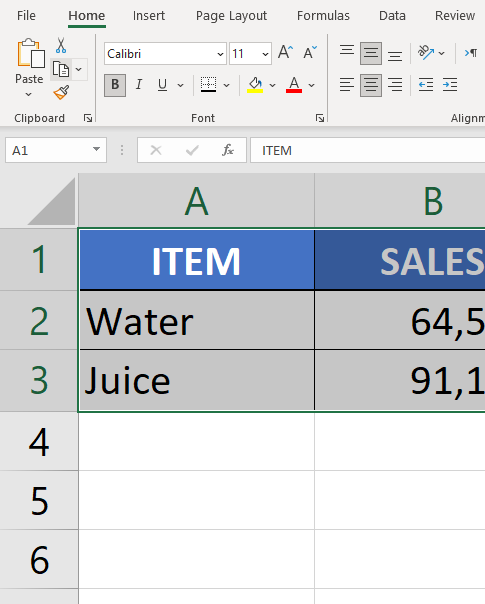 File Home Insert Page Layout Formulas Data Review
Paste
Calibri 11 A A
B I U A
Clipboard Font Alignm
A1 fx ITEM
A B
1 ITEM SALES
2 Water 64,5
3 Juice 91,1
4
5
6